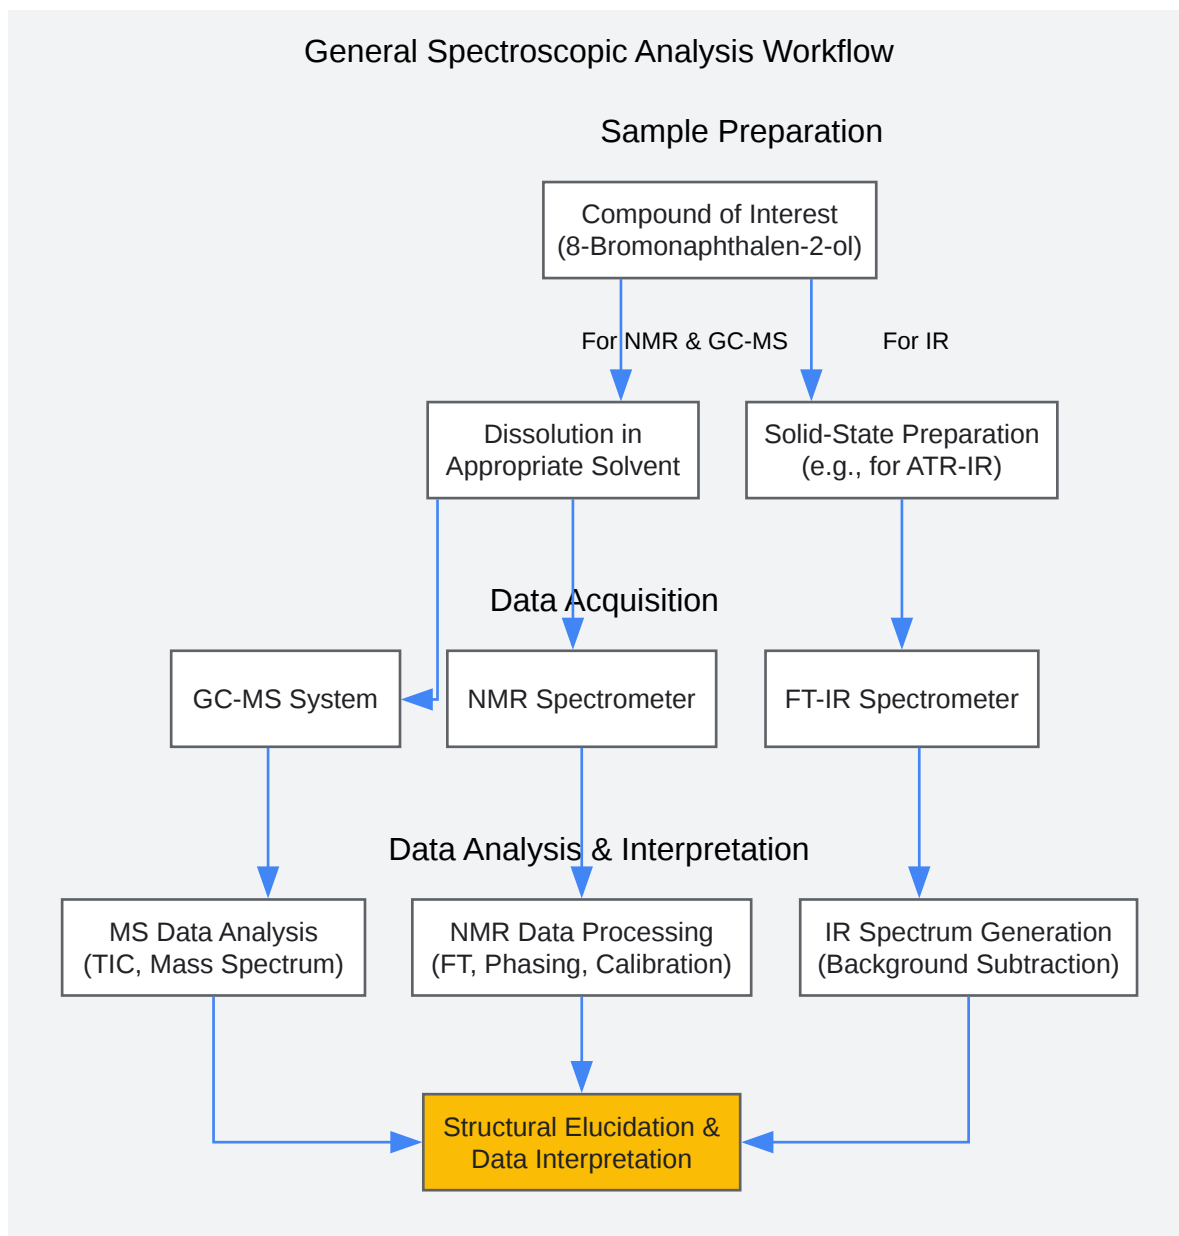 General Spectroscopic Analysis Workflow
Sample Preparation
Compound of Interest
(8-Bromonaphthalen-2-ol)
For NMR & GC-MS
For IR
Dissolution in
Appropriate Solvent
Solid-State Preparation
(e.g., for ATR-IR)
Data Acquisition
GC-MS System
NMR Spectrometer
FT-IR Spectrometer
Data Analysis & Interpretation
MS Data Analysis
(TIC, Mass Spectrum)
NMR Data Processing
(FT, Phasing, Calibration)
IR Spectrum Generation
(Background Subtraction)
Structural Elucidation &
Data Interpretation